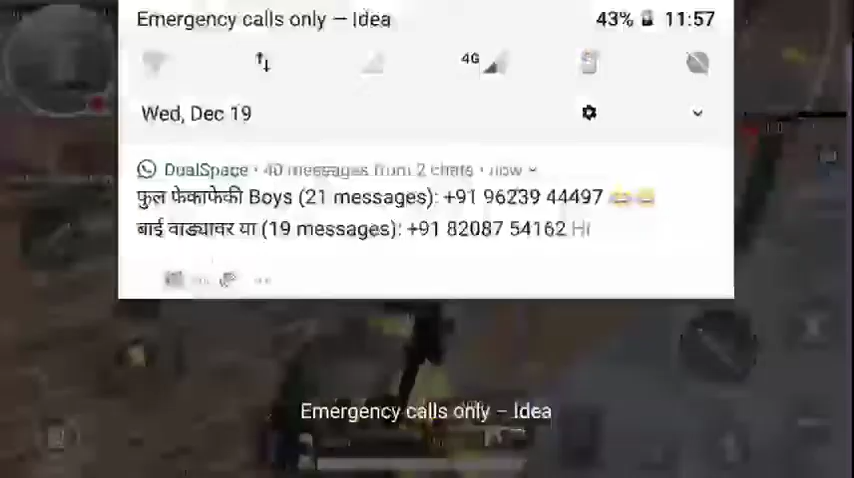 Emergency calls only — Idea 43% 11:57
4G
Wed, Dec 19
DualSpace • 40 messages from 2 chats • now
फुल फेकाफेकी Boys (21 messages): +91 96239 44497
बाई वाड्यावर या (19 messages): +91 82087 54162 Hi
Emergency calls only – Idea